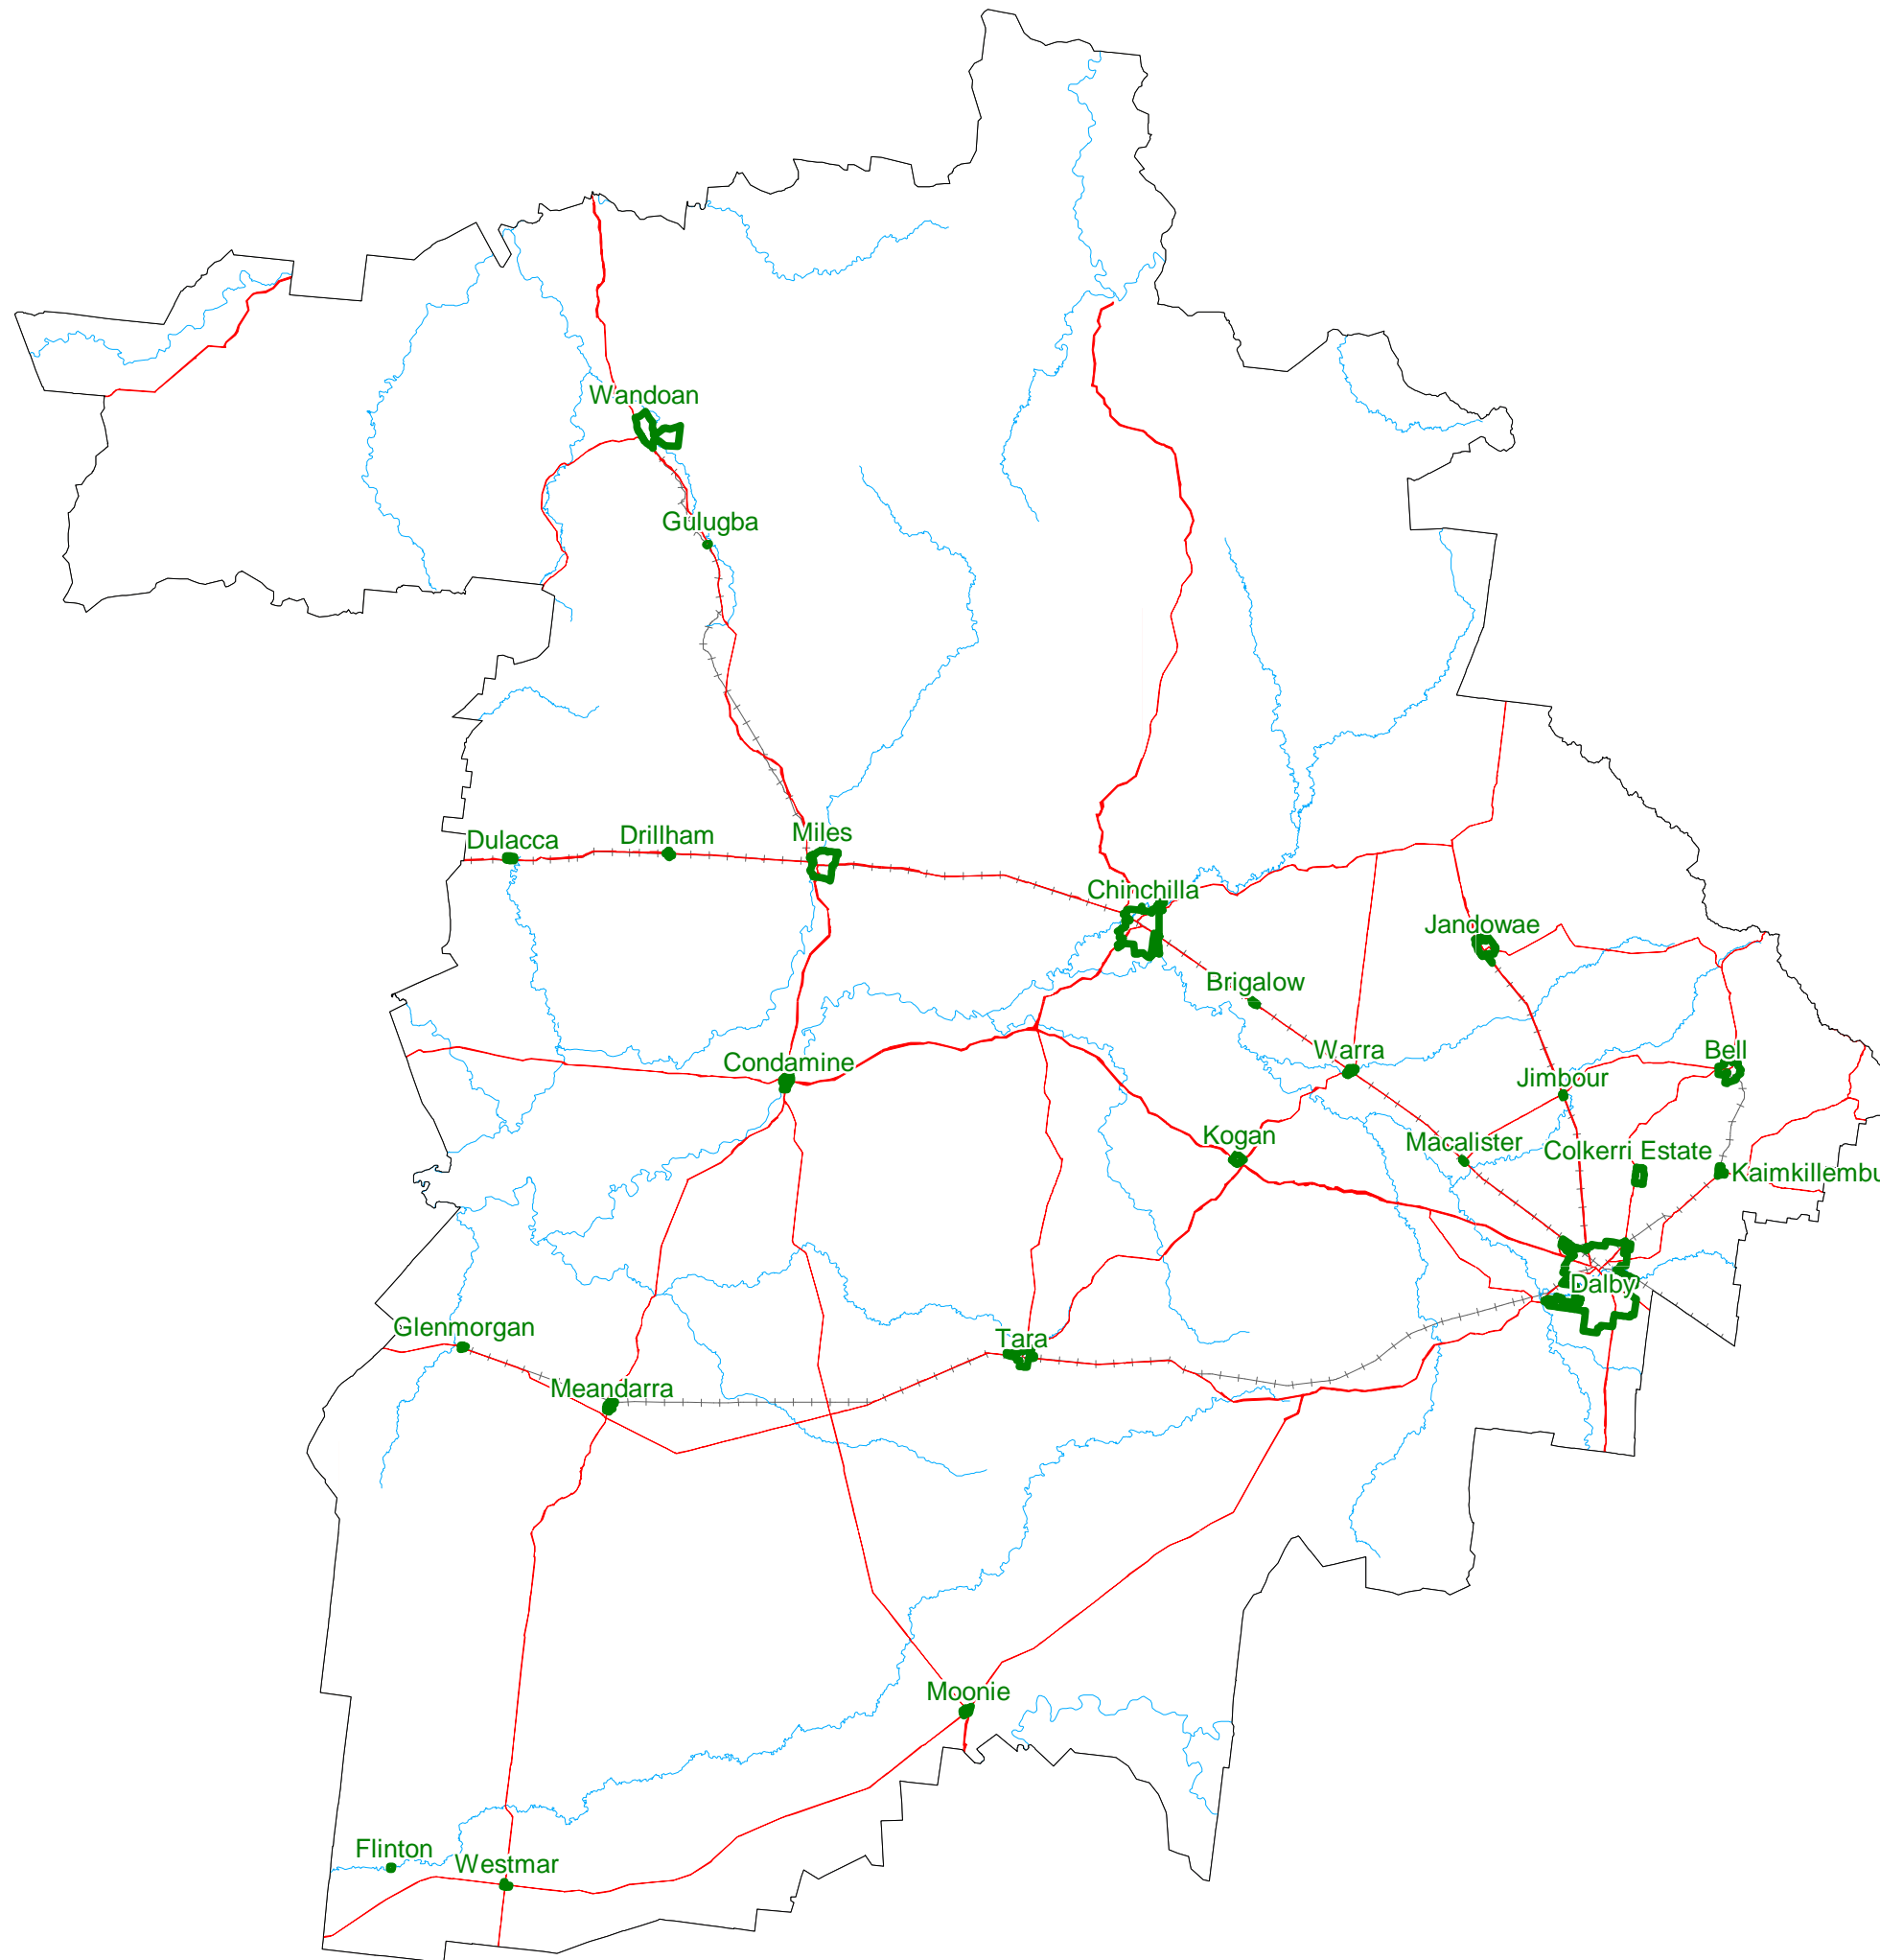 Wandoan
Gulugba
Dulacca
Drillham
Miles
Chinchilla
Jandowae
Brigalow
Condamine
Warra
Bell
Jimbour
Kogan
Macalister
Colkerri Estate
Kaimkillembu
Dalby
Glenmorgan
Tara
Meandarra
Moonie
Flinton
Westmar